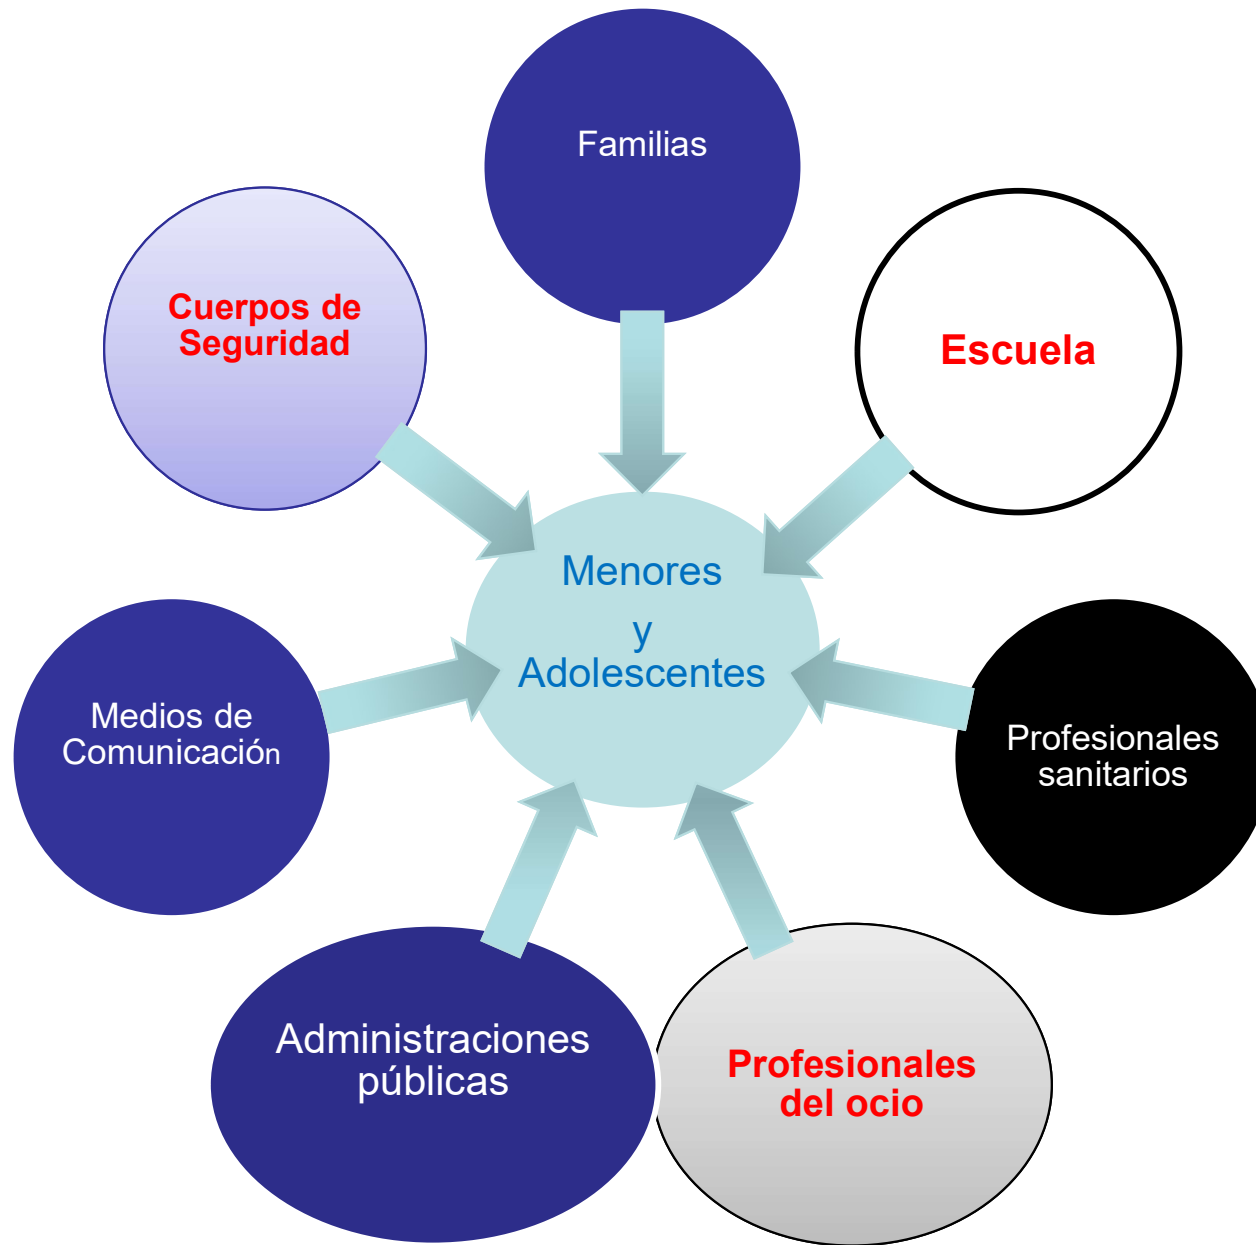 Familias
Cuerpos de
Seguridad
Escuela
Menores
y
Adolescentes
Medios de
Comunicación
Profesionales
sanitarios
Administraciones
públicas
Profesionales
del ocio